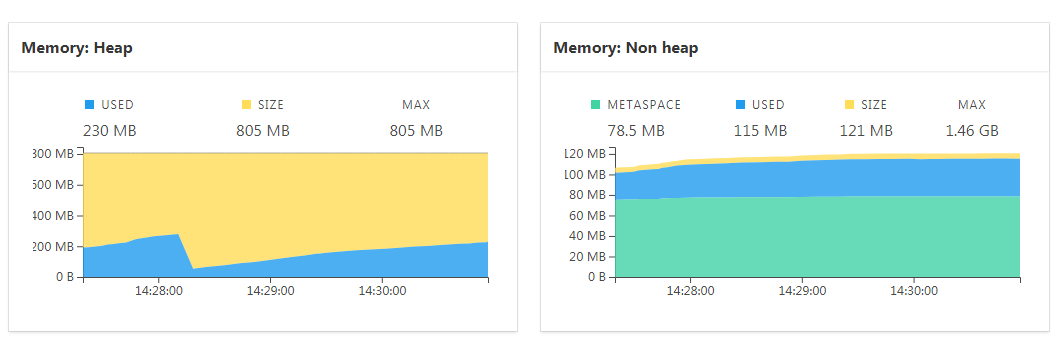 Memory: Heap
USED SIZE MAX
230 MB 805 MB 805 MB
800 MB
600 MB
400 MB
200 MB
0 B
14:28:00 14:29:00 14:30:00
Memory: Non heap
METASPACE USED SIZE MAX
78.5 MB 115 MB 121 MB 1.46 GB
120 MB
100 MB
80 MB
60 MB
40 MB
20 MB
0 B
14:28:00 14:29:00 14:30:00